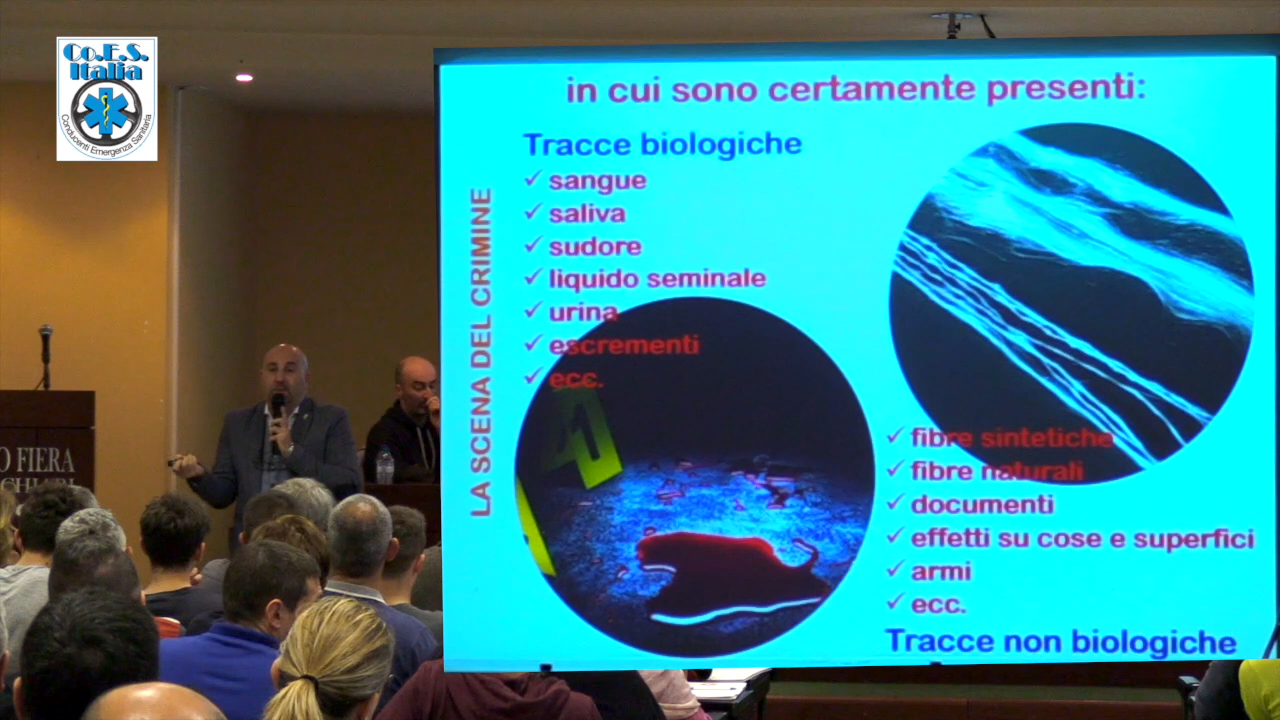 Co.E.S.
Italia
Conducenti Emergenza Sanitaria
in cui sono certamente presenti:
LA SCENA DEL CRIMINE
Tracce biologiche
✓ sangue
✓ saliva
✓ sudore
✓ liquido seminale
✓ urina
✓ escrementi
✓ ecc.
✓ fibre sintetiche
✓ fibre naturali
✓ documenti
✓ effetti su cose e superfici
✓ armi
✓ ecc.
Tracce non biologiche
O FIERA
CHIARI